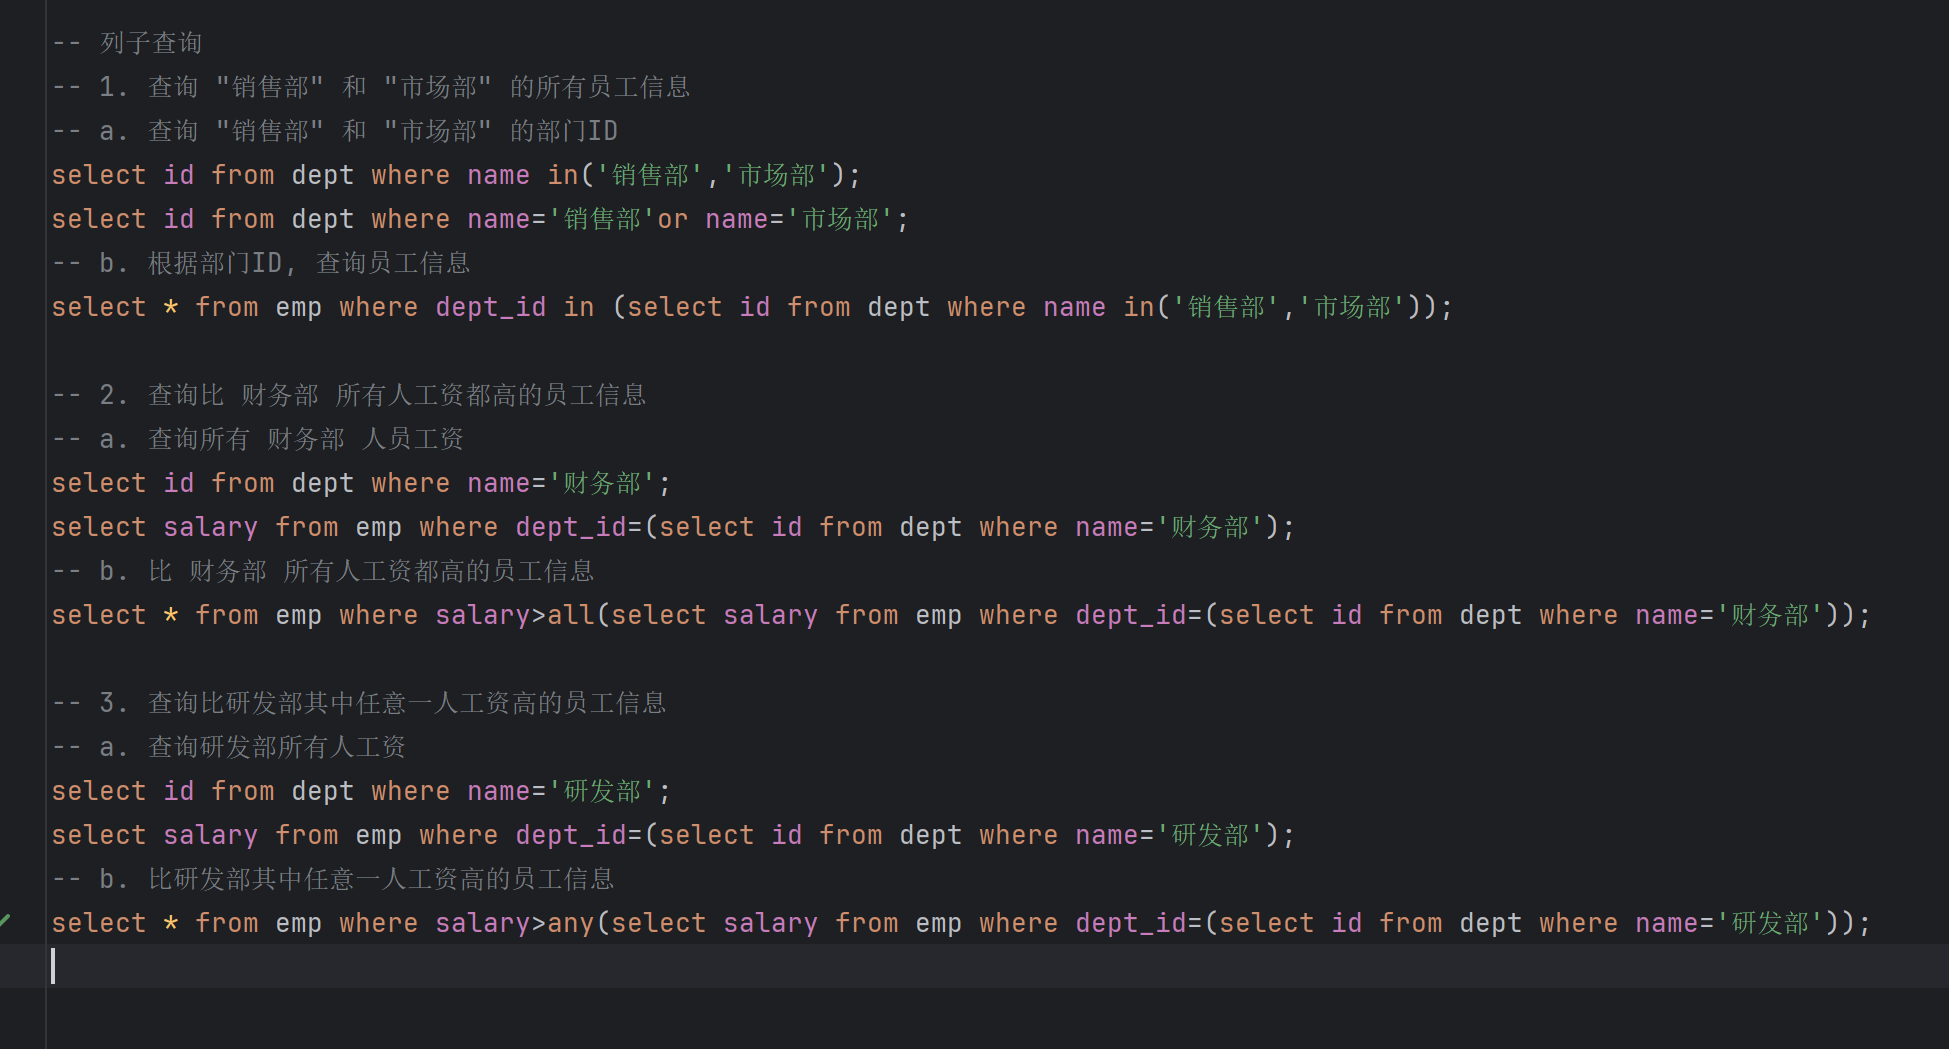 -- 列子查询
-- 1. 查询 "销售部" 和 "市场部" 的所有员工信息
-- a. 查询 "销售部" 和 "市场部" 的部门ID
select id from dept where name in('销售部','市场部');
select id from dept where name='销售部'or name='市场部';
-- b. 根据部门ID, 查询员工信息
select * from emp where dept_id in (select id from dept where name in('销售部','市场部'));
-- 2. 查询比 财务部 所有人工资都高的员工信息
-- a. 查询所有 财务部 人员工资
select id from dept where name='财务部';
select salary from emp where dept_id=(select id from dept where name='财务部');
-- b. 比 财务部 所有人工资都高的员工信息
select * from emp where salary>all(select salary from emp where dept_id=(select id from dept where name='财务部'));
-- 3. 查询比研发部其中任意一人工资高的员工信息
-- a. 查询研发部所有人工资
select id from dept where name='研发部';
select salary from emp where dept_id=(select id from dept where name='研发部');
-- b. 比研发部其中任意一人工资高的员工信息
select * from emp where salary>any(select salary from emp where dept_id=(select id from dept where name='研发部'));